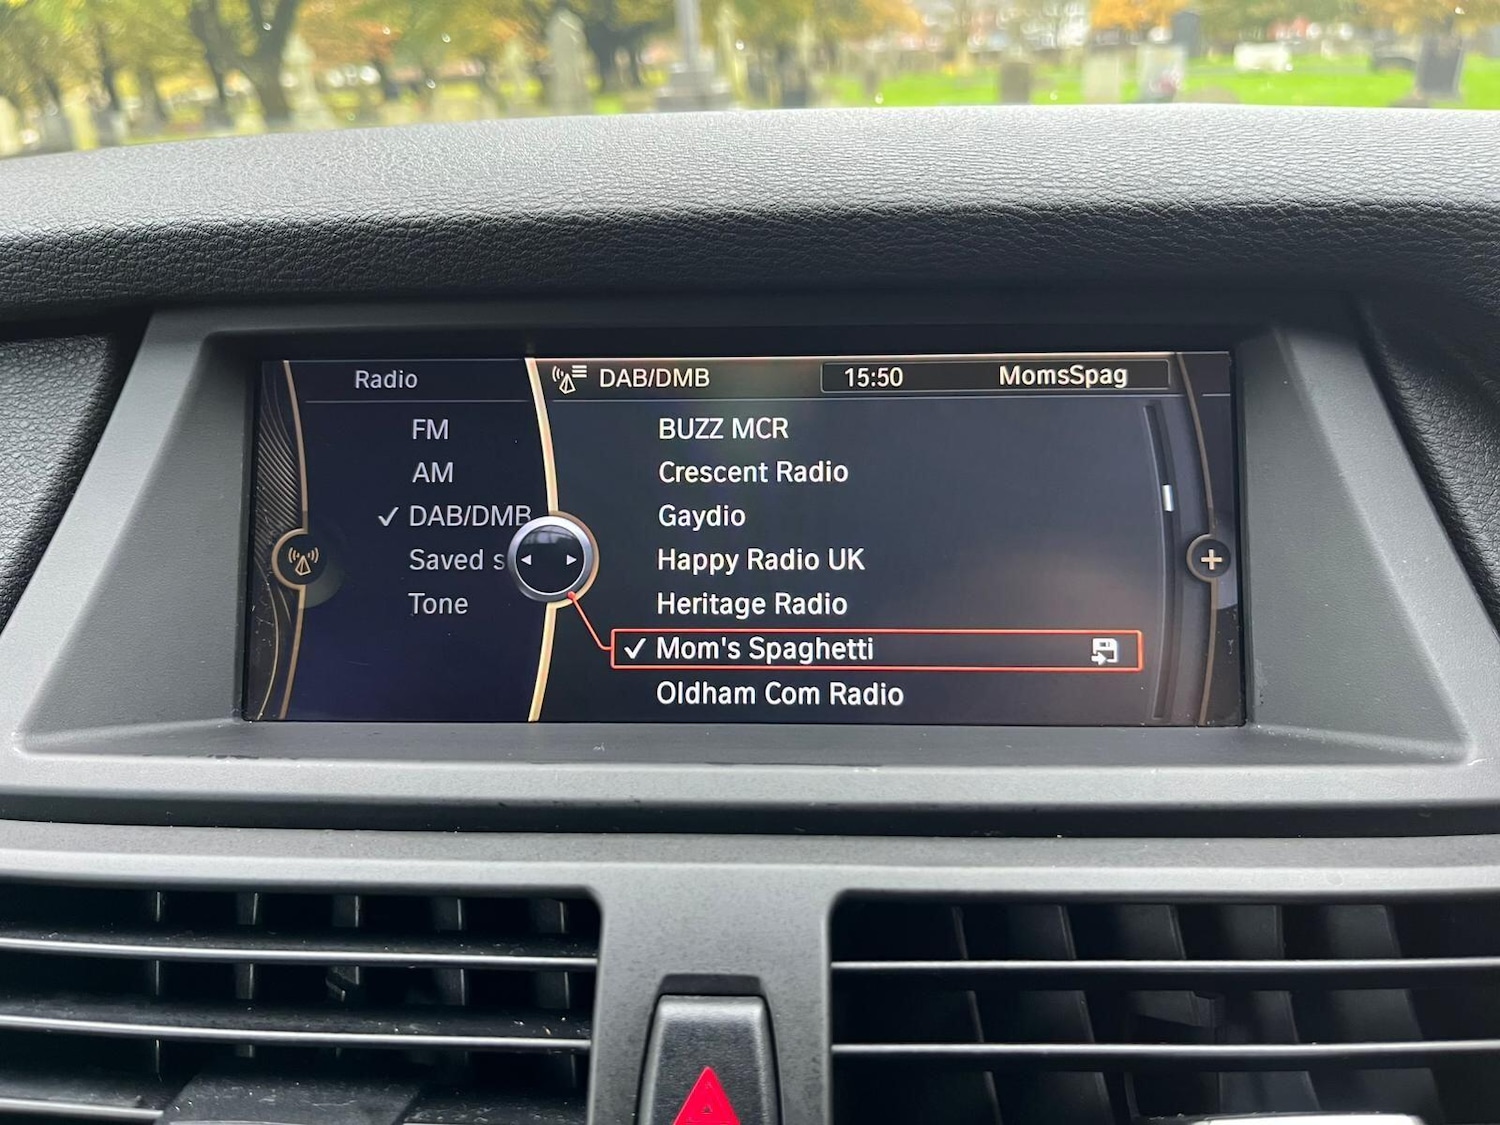 Radio
FM
AM
DAB/DMB
Saved s
Tone
DAB/DMB
15:50
MomsSpag
BUZZ MCR
Crescent Radio
Gaydio
Happy Radio UK
Heritage Radio
Mom's Spaghetti
Oldham Com Radio